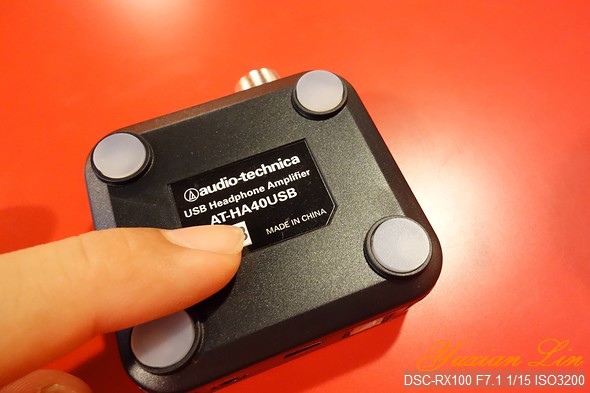 audio-technica
USB Headphone Amplifier
AT-HA40USB
MADE IN CHINA
Yuxian Lin
DSC-RX100 F7.1 1/15 ISO3200